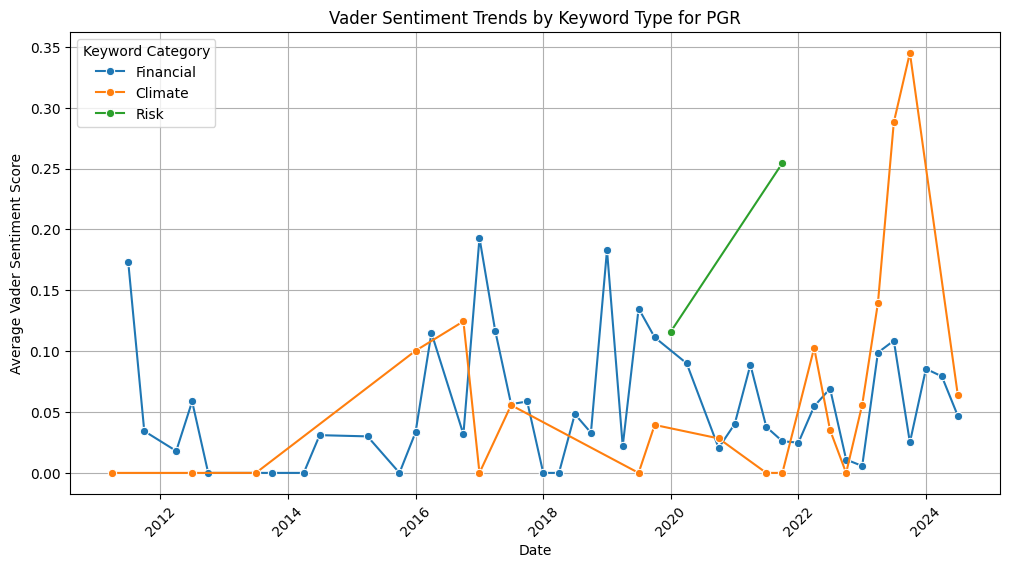 Vader Sentiment Trends by Keyword Type for PGR
Keyword Category
Financial
Climate
Risk
Average Vader Sentiment Score
0.35
0.30
0.25
0.20
0.15
0.10
0.05
0.00
2012
2014
2016
2018
2020
2022
2024
Date